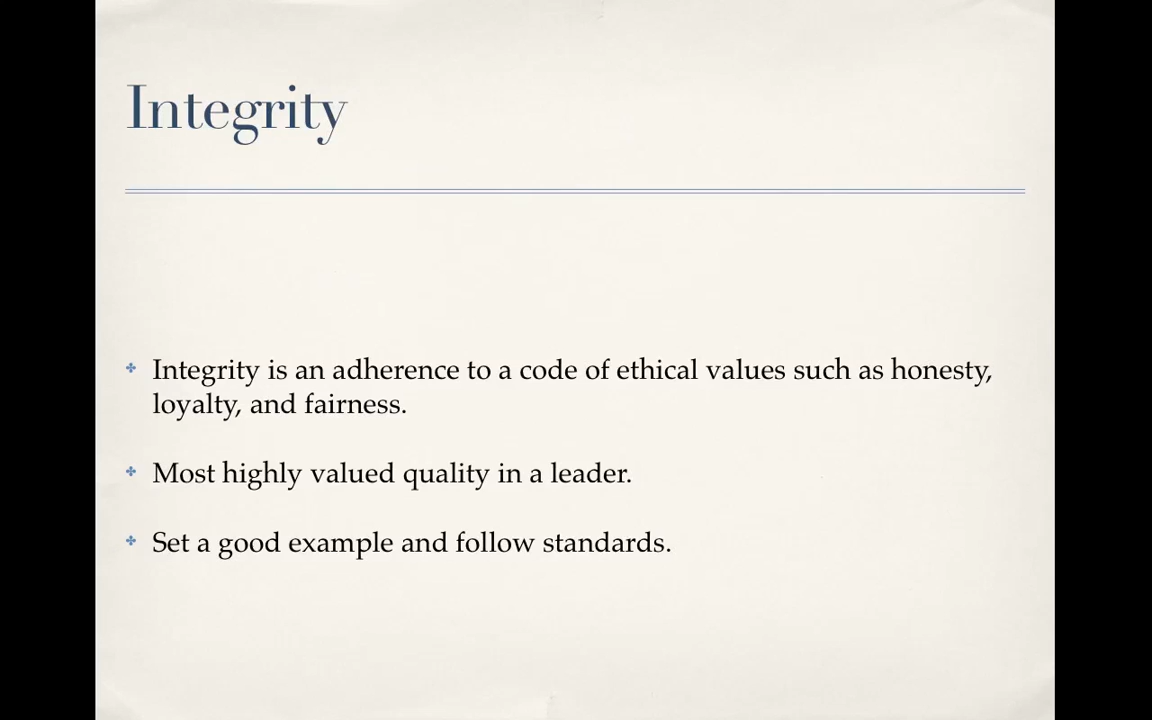 Integrity
Integrity is an adherence to a code of ethical values such as honesty,
loyalty, and fairness.
Most highly valued quality in a leader.
Set a good example and follow standards.